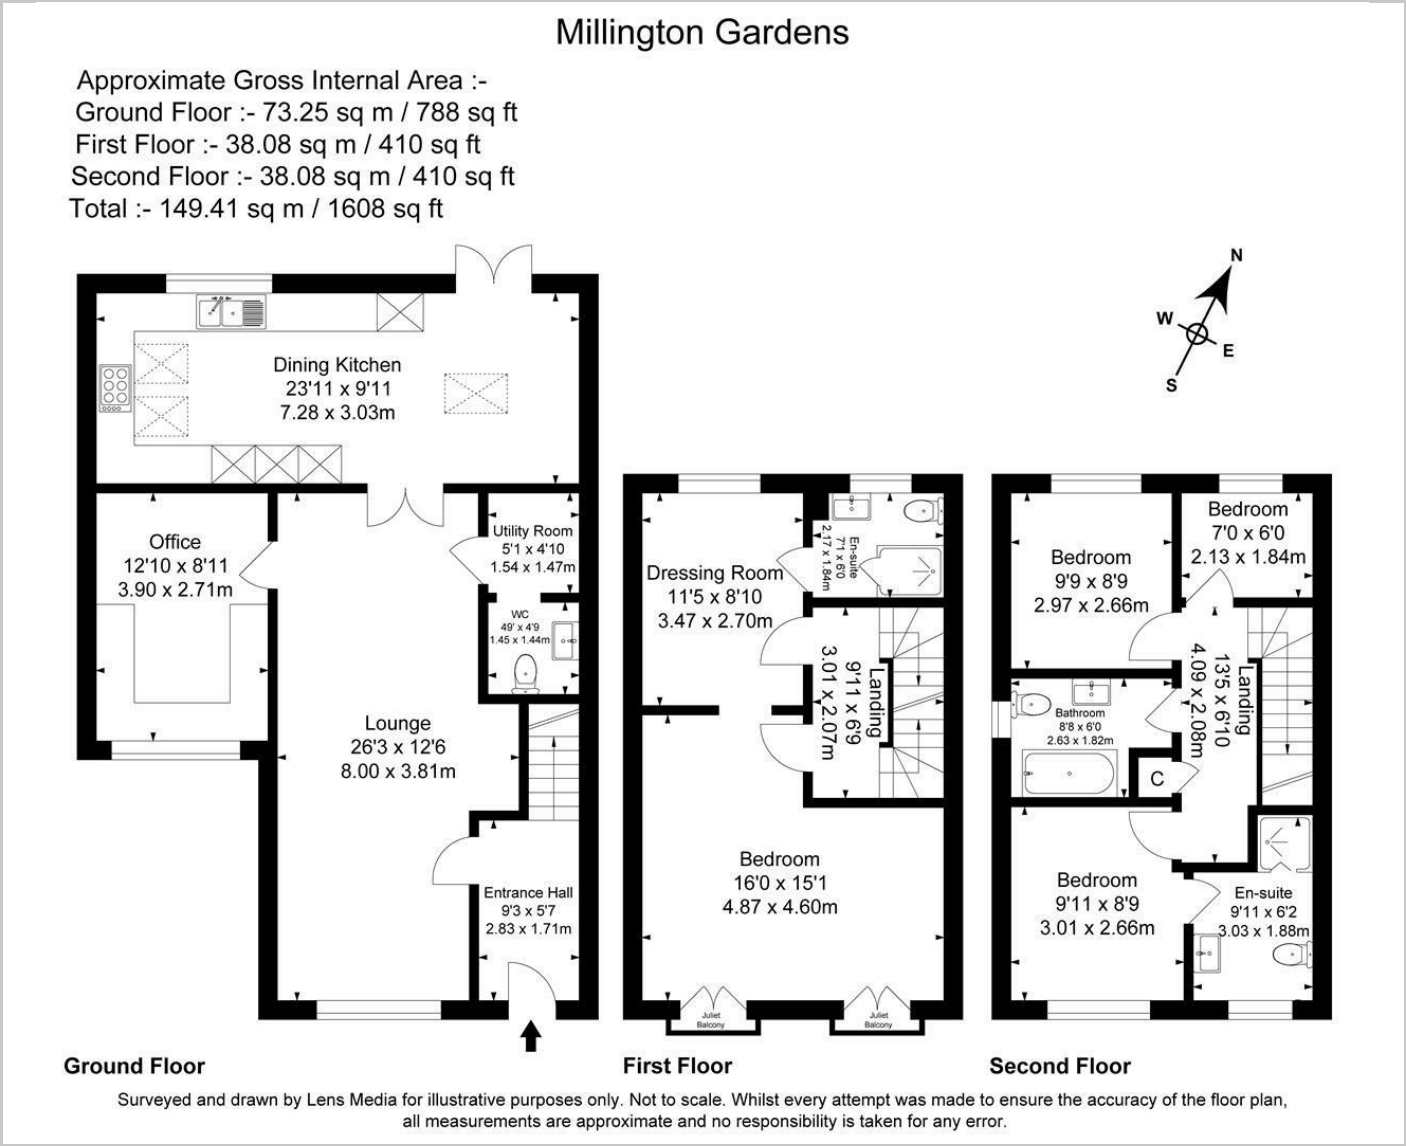 Millington Gardens
Approximate Gross Internal Area :-
Ground Floor :- 73.25 sq m / 788 sq ft
First Floor :- 38.08 sq m / 410 sq ft
Second Floor :- 38.08 sq m / 410 sq ft
Total :- 149.41 sq m / 1608 sq ft
N
W
E
S
Dining Kitchen
23'11 x 9'11
7.28 x 3.03m
Office
12'10 x 8'11
3.90 x 2.71m
Utility Room
5'1 x 4'10
1.54 x 1.47m
WC
49' x 4'9
1.45 x 1.44m
Lounge
26'3 x 12'6
8.00 x 3.81m
Entrance Hall
9'3 x 5'7
2.83 x 1.71m
Ground Floor
Dressing Room
11'5 x 8'10
3.47 x 2.70m
En-suite
7'1 x 6'0
2.17 x 1.84m
Landing
9'11 x 6'9
3.01 x 2.07m
Bedroom
16'0 x 15'1
4.87 x 4.60m
Juliet
Balcony
Juliet
Balcony
First Floor
Bedroom
9'9 x 8'9
2.97 x 2.66m
Bedroom
7'0 x 6'0
2.13 x 1.84m
Landing
13'5 x 6'10
4.09 x 2.08m
Bathroom
8'8 x 6'0
2.63 x 1.82m
C
Bedroom
9'11 x 8'9
3.01 x 2.66m
En-suite
9'11 x 6'2
3.03 x 1.88m
Second Floor
Surveyed and drawn by Lens Media for illustrative purposes only. Not to scale. Whilst every attempt was made to ensure the accuracy of the floor plan,
all measurements are approximate and no responsibility is taken for any error.